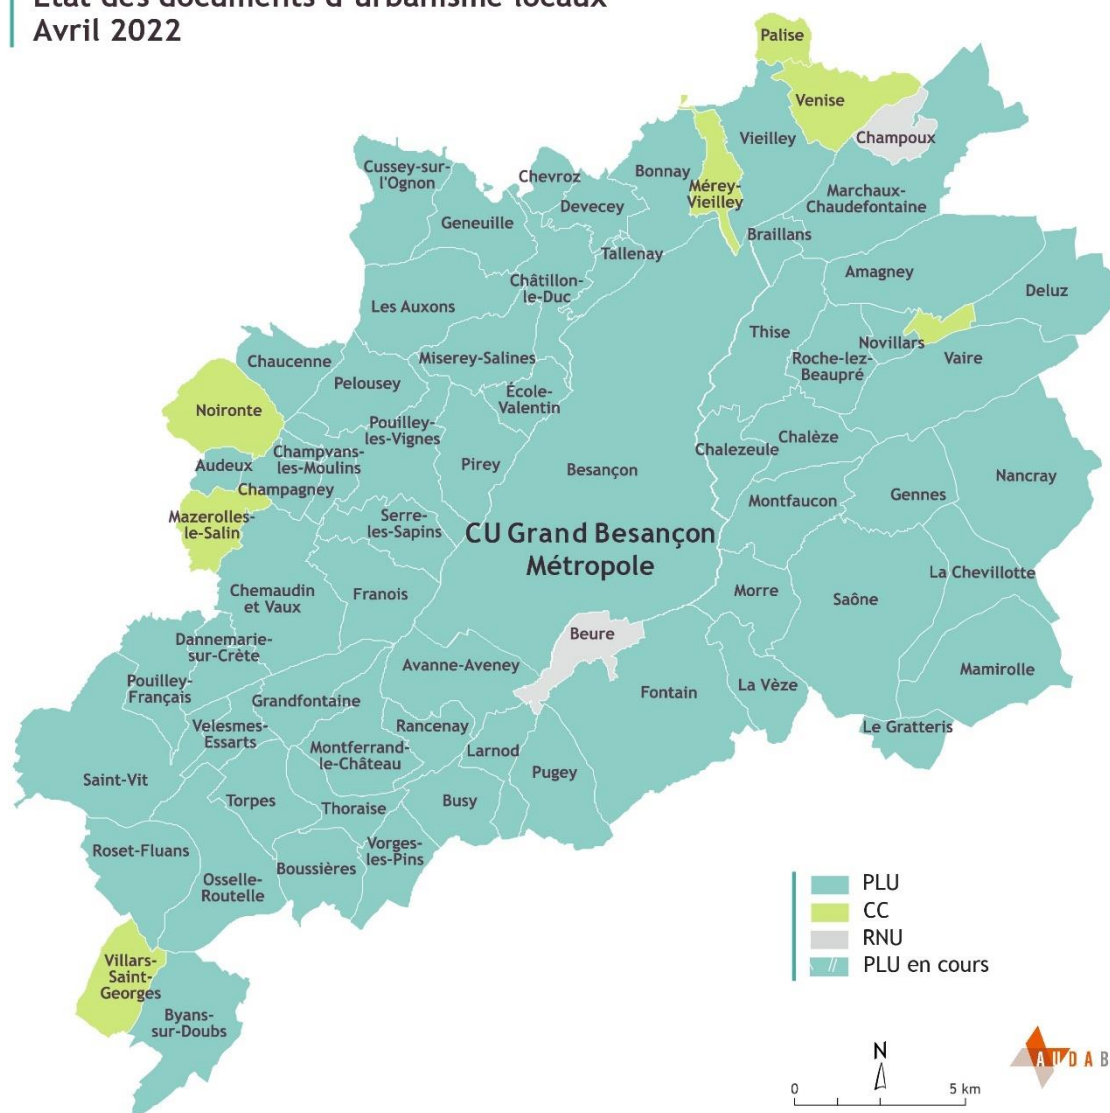 État des documents d'urbanisme locaux
Avril 2022
Palise
Venise
Champoux
Vieilley
Bonnay
Mérey-
Vieilley
Marchaux-
Chaudefontaine
Cussey-sur-
l'Ognon
Chevroz
Devecey
Geneuille
Braillans
Tallenay
Amagney
Châtillon-
le-Duc
Deluz
Les Auxons
Thise
Novillars
Roche-lez-
Beaupré
Vaire
Miserey-Salines
Chaucenne
Pelousey
École-
Valentin
Noironte
Pouilley-
les-Vignes
Chalèze
Chalezeule
Champvans-
les-Moulins
Audeux
Pirey
Besançon
Nancray
Champagney
Montfaucon
Gennes
Mazerolles-
le-Salin
Serre-
les-Sapins
CU Grand Besançon
Métropole
La Chevillotte
Chemaudin
et Vaux
Franois
Morre
Saône
Beure
Dannemarie-
sur-Crète
Avanne-Aveney
Mamirolle
Pouilley-
Français
La Vèze
Fontain
Grandfontaine
Velesmes-
Essarts
Rancenay
Le Gratteris
Montferrand-
le-Château
Larnod
Pugey
Saint-Vit
Torpes
Thoraise
Busy
Roset-Fluans
Vorges-
les-Pins
Boussières
Osselle-
Routelle
Villars-
Saint-
Georges
Byans-
sur-Doubs
PLU
CC
RNU
PLU en cours
N
0 5 km
AUDAB